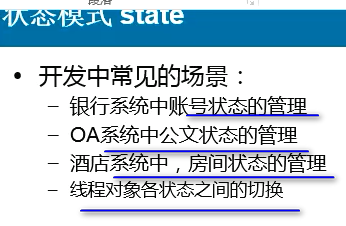 段落
状态模式 state
• 开发中常见的场景：
– 银行系统中账号状态的管理
– OA系统中公文状态的管理
– 酒店系统中，房间状态的管理
– 线程对象各状态之间的切换